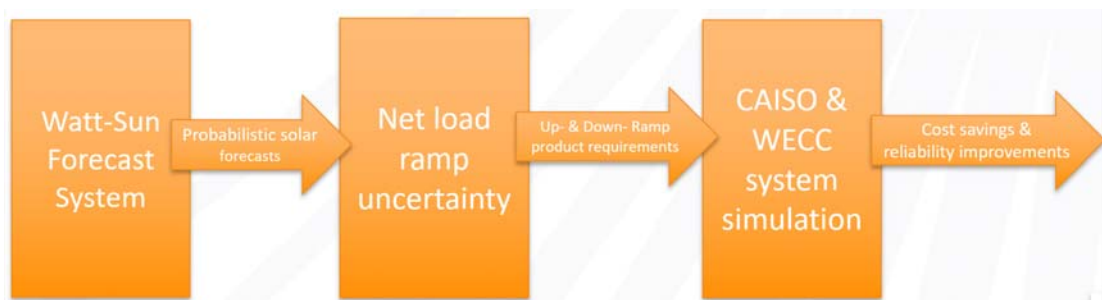 Watt-Sun
Forecast
System
Probabilistic solar
forecasts
Net load
ramp
uncertainty
Up- & Down- Ramp
product requirements
CAISO &
WECC
system
simulation
Cost savings &
reliability improvements